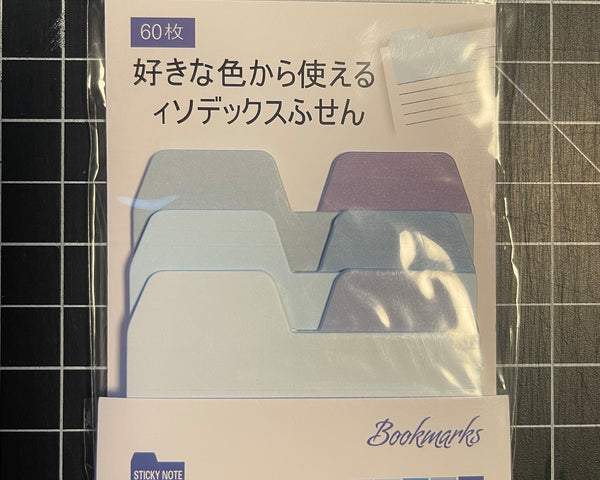 60枚
好きな色から使える
ィソデックスふせん
Bookmarks
STICKY NOTE